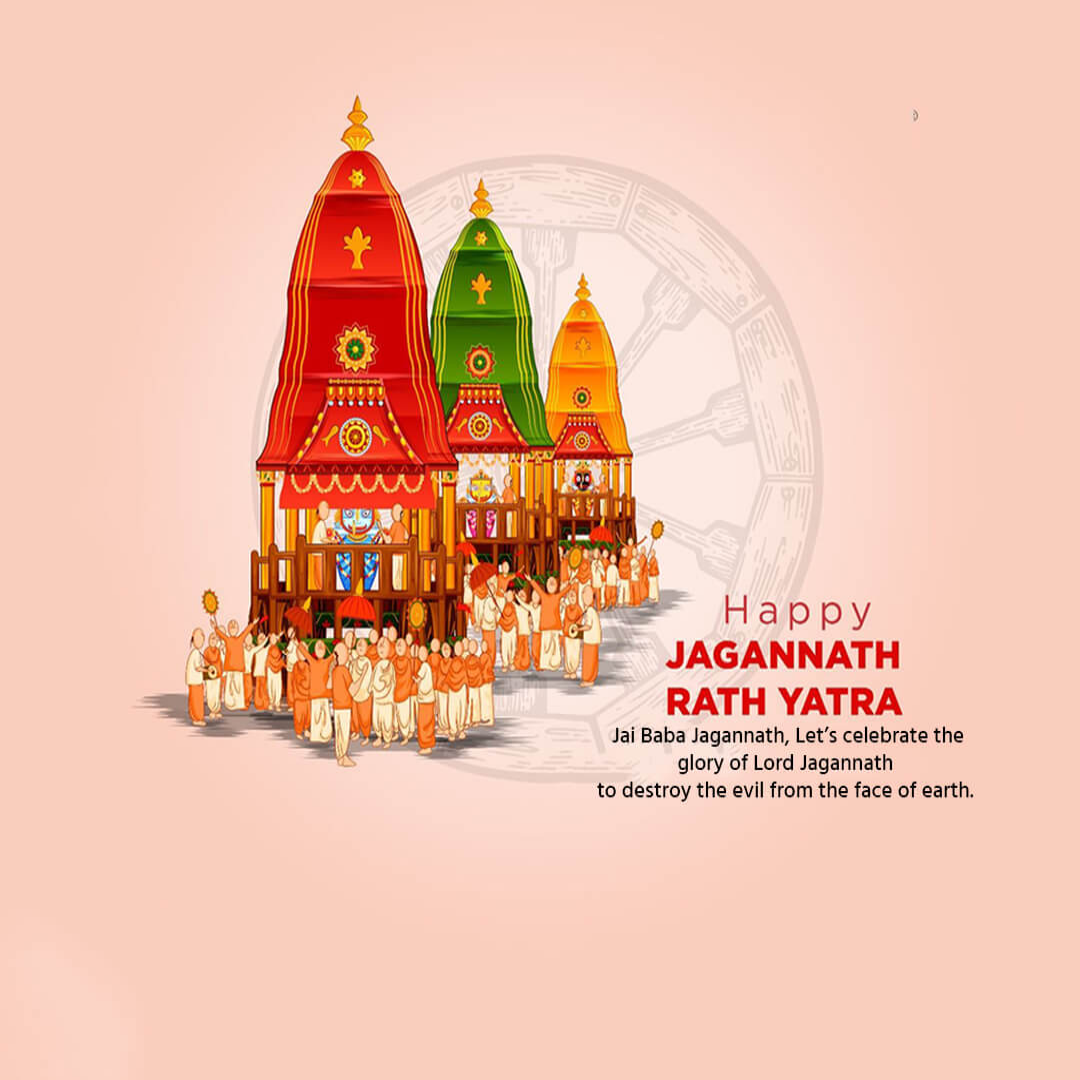 Happy
JAGANNATH
RATH YATRA
Jai Baba Jagannath, Let’s celebrate the
glory of Lord Jagannath
to destroy the evil from the face of earth.